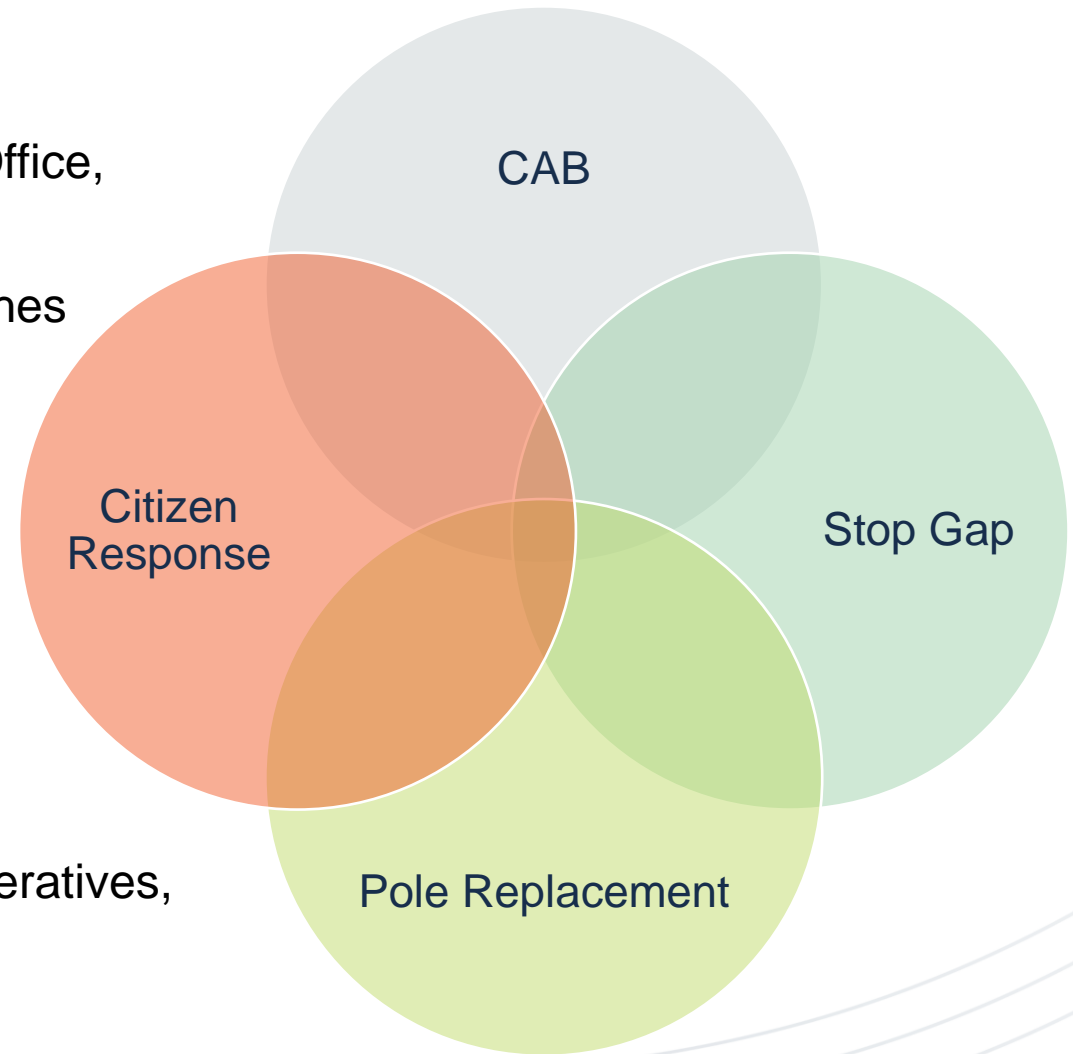 ffice,
nes
eratives,
CAB
Citizen
Response
Stop Gap
Pole Replacement